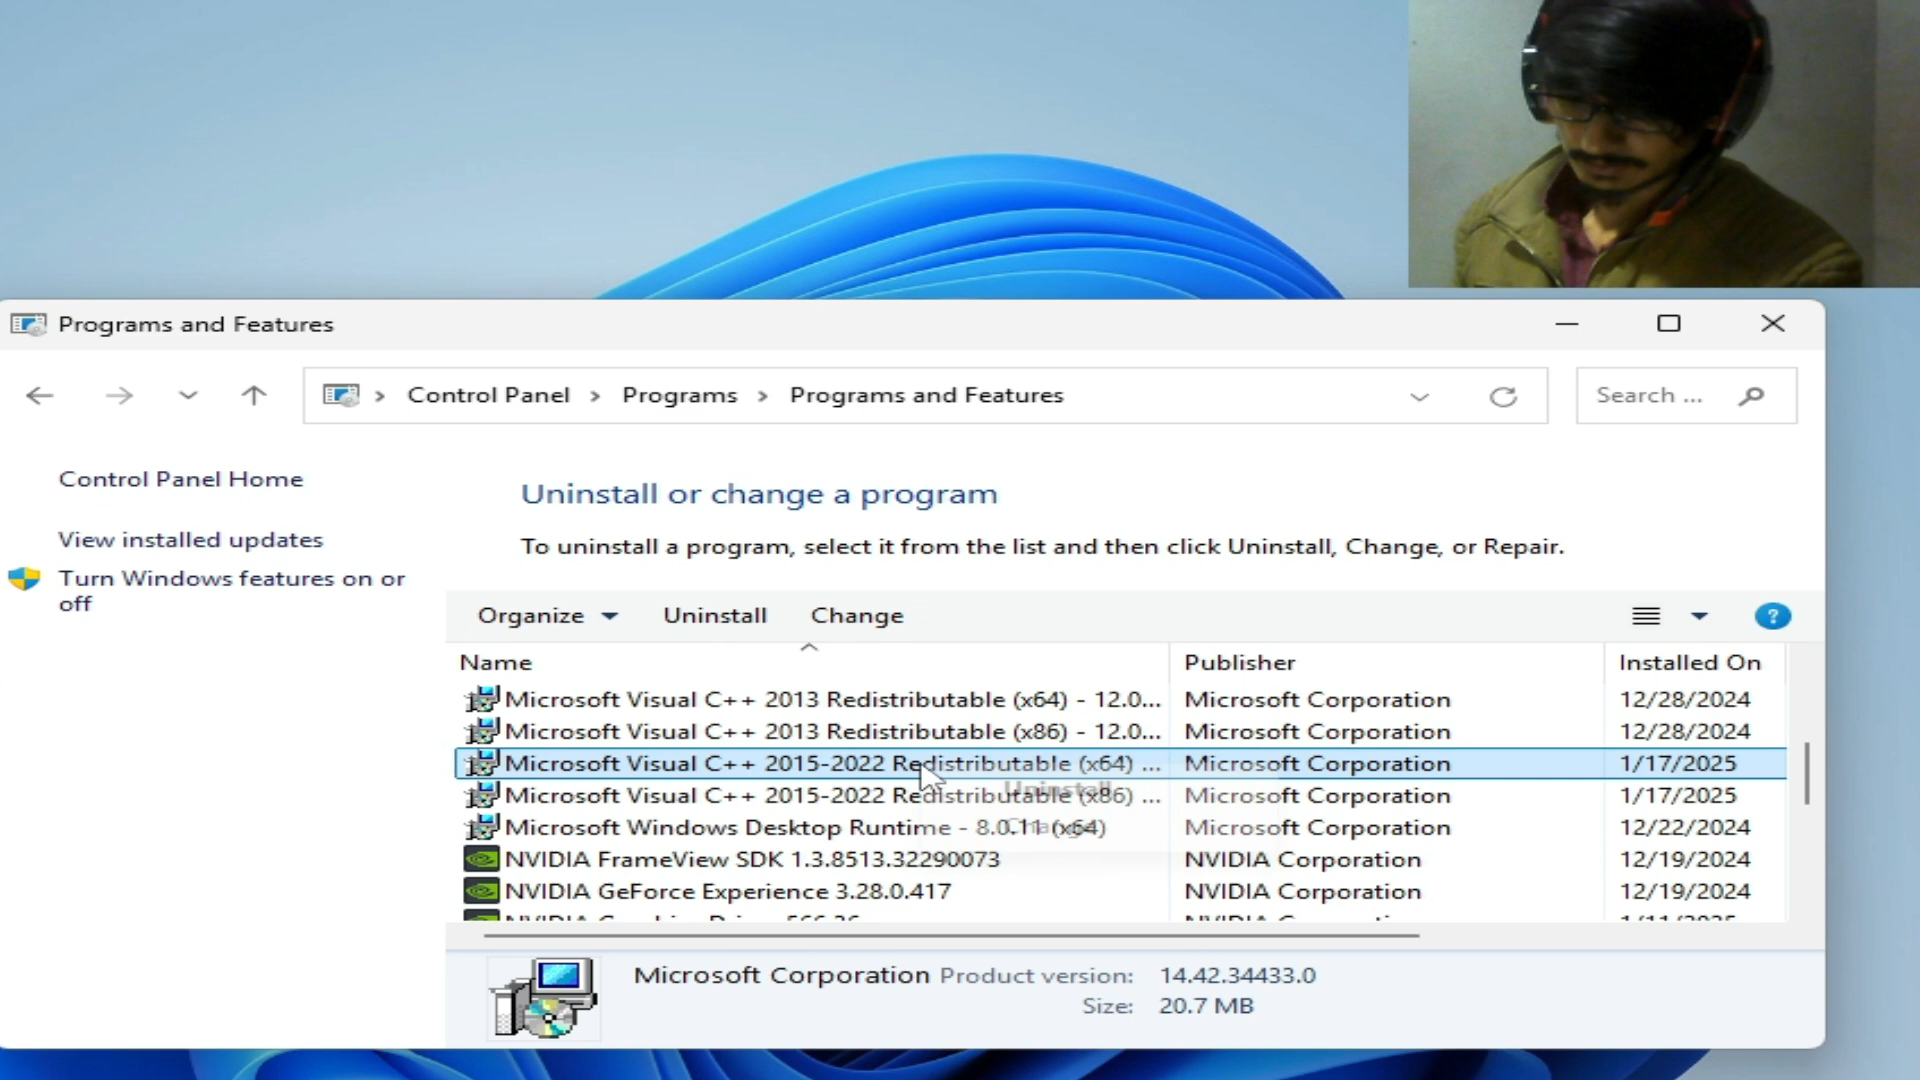 Programs and Features
Control Panel > Programs > Programs and Features
Search ...
Control Panel Home
View installed updates
Turn Windows features on or
off
Uninstall or change a program
To uninstall a program, select it from the list and then click Uninstall, Change, or Repair.
Organize Uninstall Change
Name Publisher Installed On
Microsoft Visual C++ 2013 Redistributable (x64) - 12.0... Microsoft Corporation 12/28/2024
Microsoft Visual C++ 2013 Redistributable (x86) - 12.0... Microsoft Corporation 12/28/2024
Microsoft Visual C++ 2015-2022 Redistributable (x64) ... Microsoft Corporation 1/17/2025
Uninstall
Microsoft Visual C++ 2015-2022 Redistributable (x86) ... Microsoft Corporation 1/17/2025
Change
Microsoft Windows Desktop Runtime - 8.0.11 (x64) Microsoft Corporation 12/22/2024
NVIDIA FrameView SDK 1.3.8513.32290073 NVIDIA Corporation 12/19/2024
NVIDIA GeForce Experience 3.28.0.417 NVIDIA Corporation 12/19/2024
Microsoft Corporation Product version: 14.42.34433.0
Size: 20.7 MB